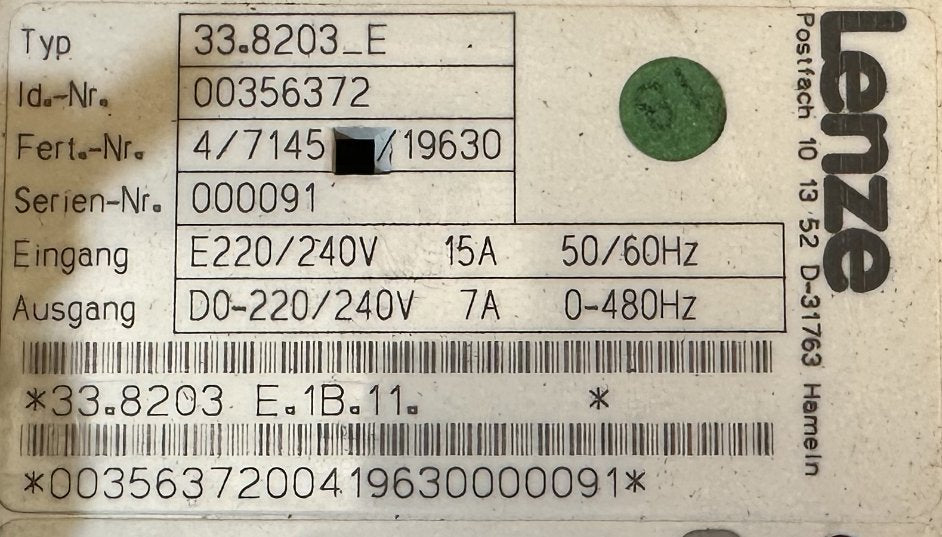 Typ 33.8203_E
Id.-Nr. 00356372
Fert.-Nr. 4/7145 /19630
Serien-Nr. 000091
Eingang E220/240V 15A 50/60Hz
Ausgang D0-220/240V 7A 0-480Hz
*33.8203 E.1B.11. *
*0035637200419630000091*
Lenze
Postfach 10 13 52 D-31763 Hameln